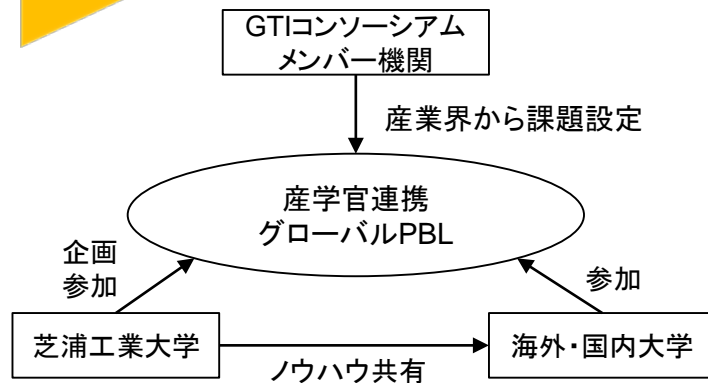 GTIコンソーシアム
メンバー機関
産業界から課題設定
産学官連携
グローバルPBL
企画
参加
参加
芝浦工業大学
海外・国内大学
ノウハウ共有